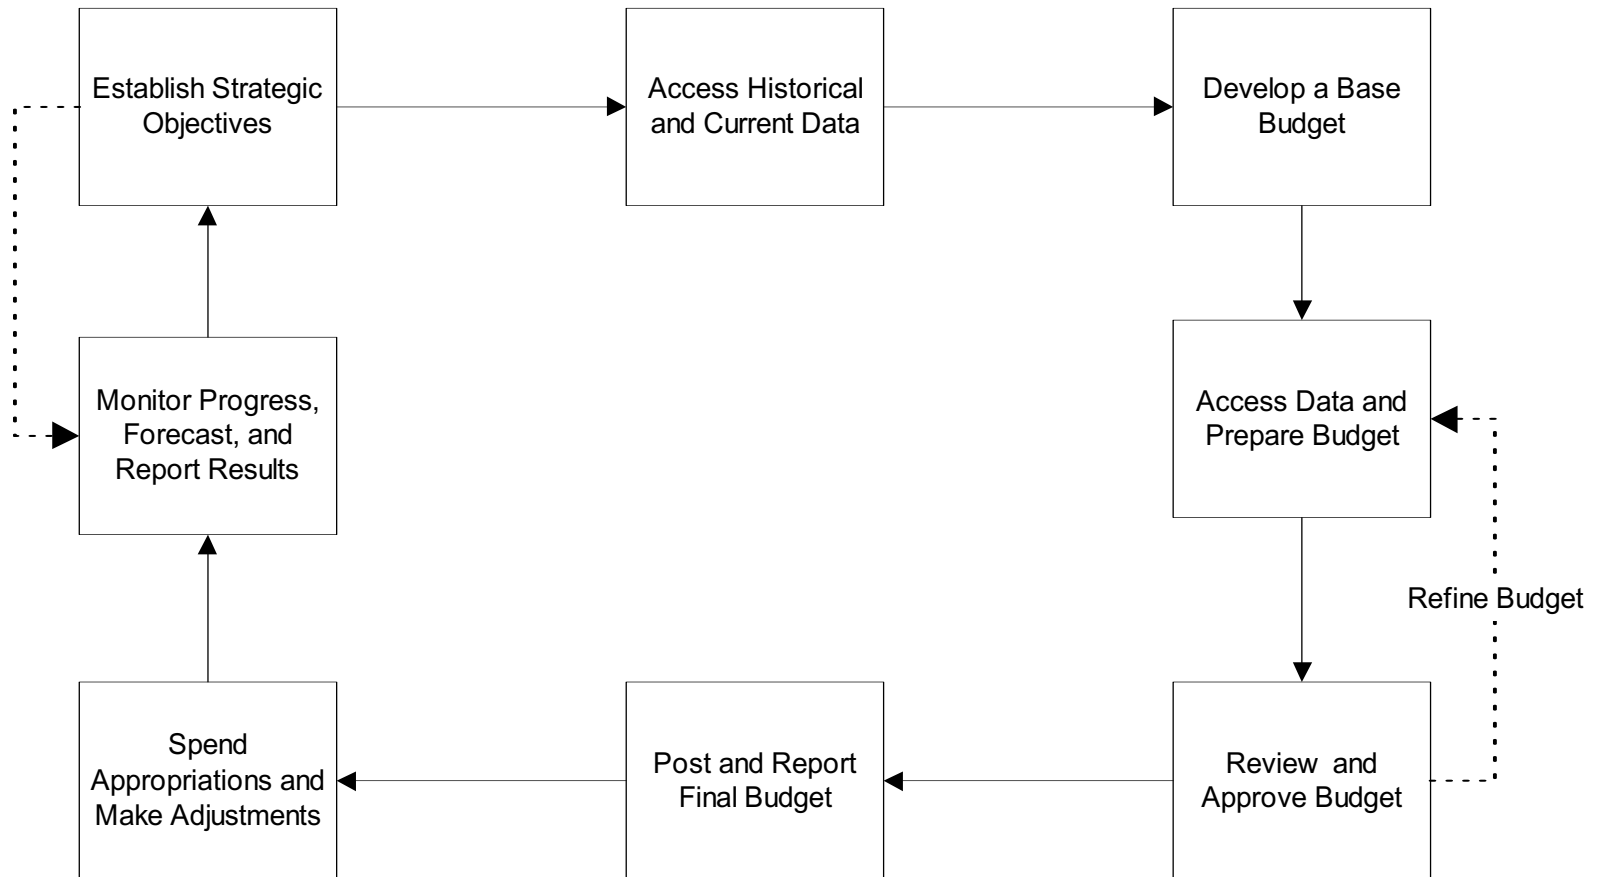 Establish Strategic
Objectives
Access Historical
and Current Data
Develop a Base
Budget
Monitor Progress,
Forecast, and
Report Results
Access Data and
Prepare Budget
Refine Budget
Spend
Appropriations and
Make Adjustments
Post and Report
Final Budget
Review and
Approve Budget